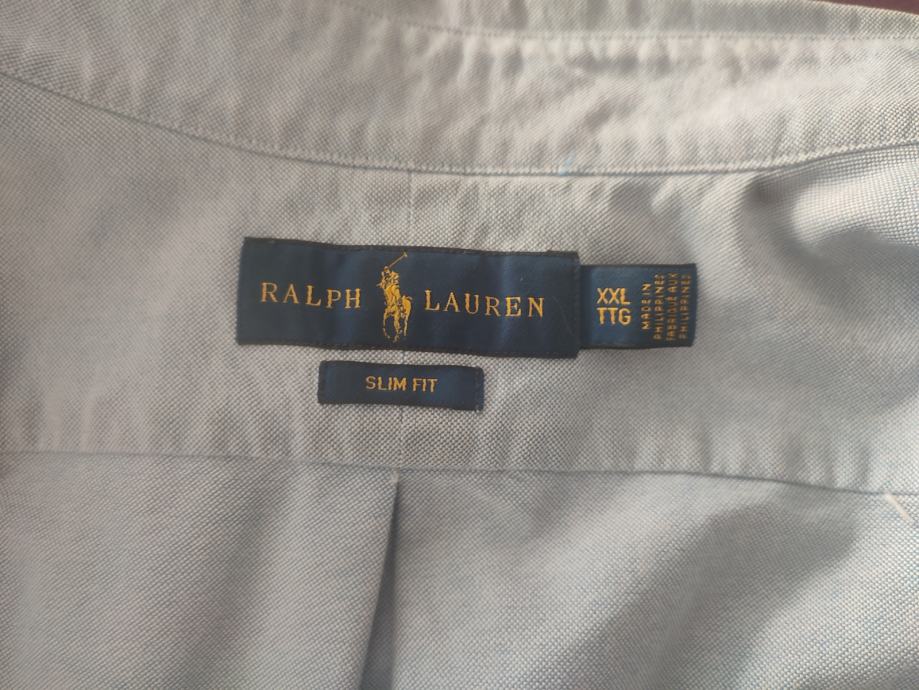 RALPH LAUREN
XXL
TTG
MADE IN
PHILIPPINES
FABRIQUÉ AUX
PHILIPPINES
SLIM FIT